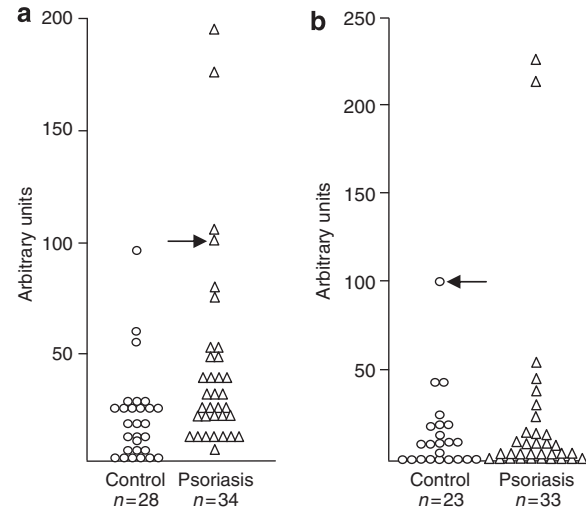 a
200
150
100
50
Arbitrary units
Control
n=28
Psoriasis
n=34
b
250
200
150
100
50
Arbitrary units
Control
n=23
Psoriasis
n=33